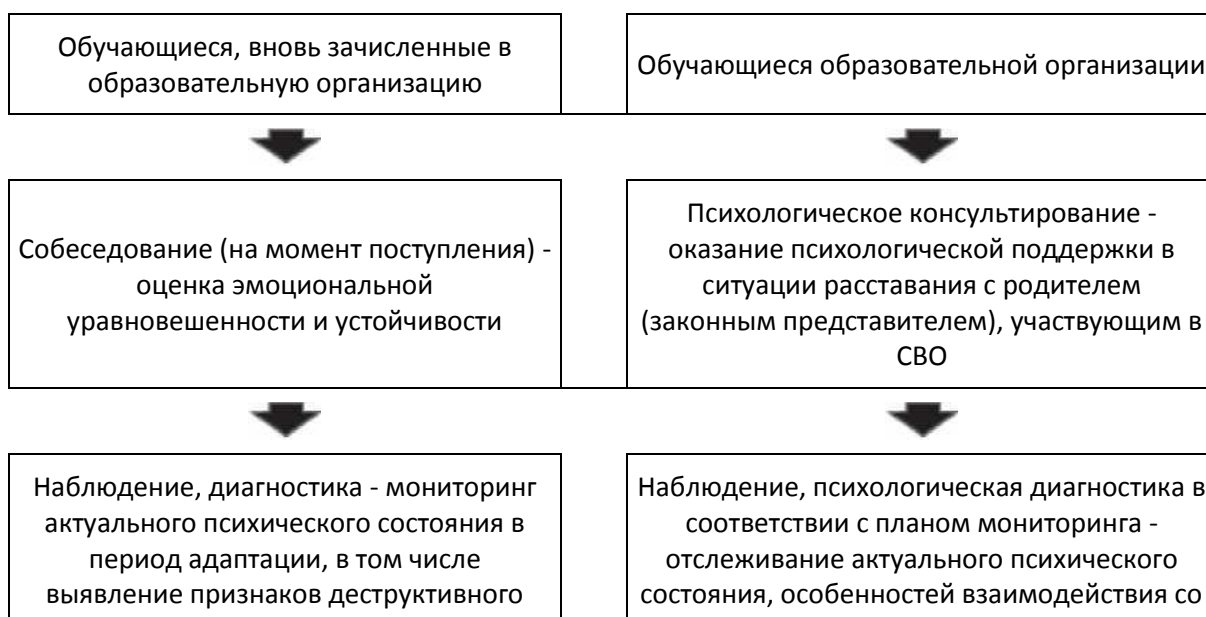 Обучающиеся, вновь зачисленные в
образовательную организацию
Обучающиеся образовательной организации
Собеседование (на момент поступления) -
оценка эмоциональной
уравновешенности и устойчивости
Психологическое консультирование -
оказание психологической поддержки в
ситуации расставания с родителем
(законным представителем), участвующим в
СВО
Наблюдение, диагностика - мониторинг
актуального психического состояния в
период адаптации, в том числе
выявление признаков деструктивного
Наблюдение, психологическая диагностика в
соответствии с планом мониторинга -
отслеживание актуального психического
состояния, особенностей взаимодействия со